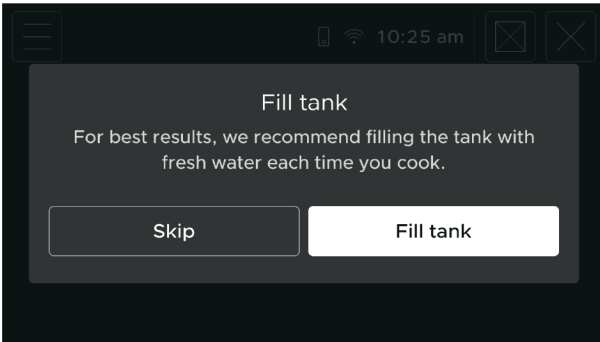 10:25 am
Fill tank
For best results, we recommend filling the tank with
fresh water each time you cook.
Skip
Fill tank